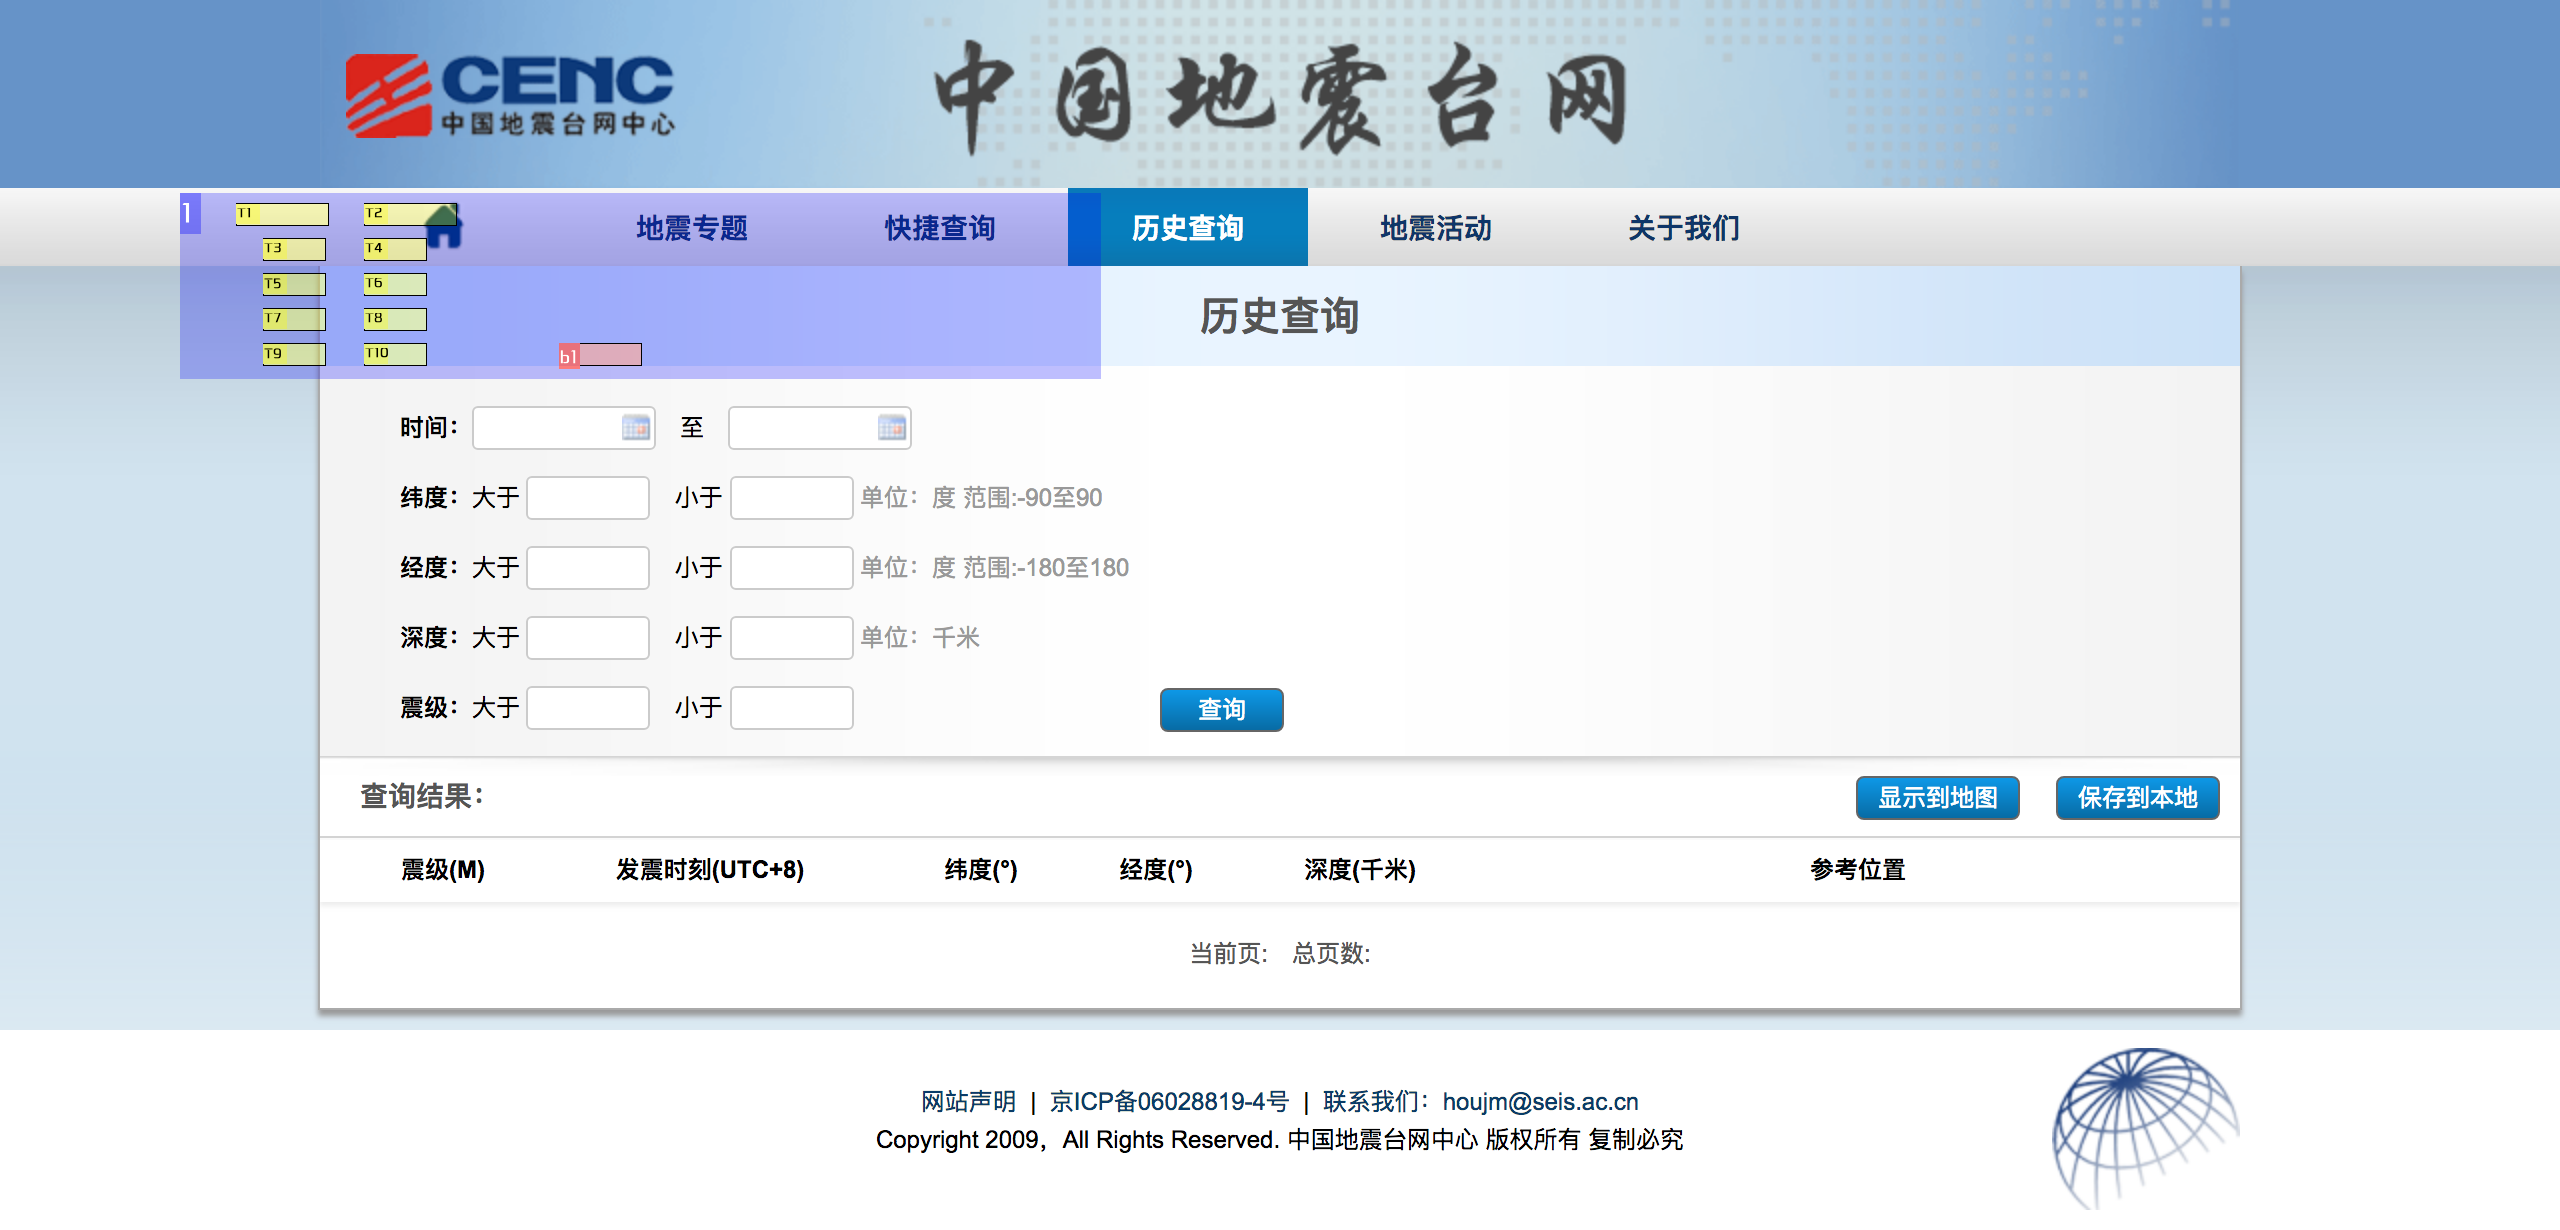 CENC
中国地震台网中心
中国地震台网
地震专题 快捷查询 历史查询 地震活动 关于我们
1
T1 T2
T3 T4
T5 T6
T7 T8
T9 T10 b1
历史查询
时间： 至
纬度：大于 小于 单位：度 范围:-90至90
经度：大于 小于 单位：度 范围:-180至180
深度：大于 小于 单位：千米
震级：大于 小于 查询
查询结果： 显示到地图 保存到本地
震级(M) 发震时刻(UTC+8) 纬度(°) 经度(°) 深度(千米) 参考位置
当前页: 总页数:
网站声明 | 京ICP备06028819-4号 | 联系我们：houjm@seis.ac.cn
Copyright 2009，All Rights Reserved. 中国地震台网中心 版权所有 复制必究